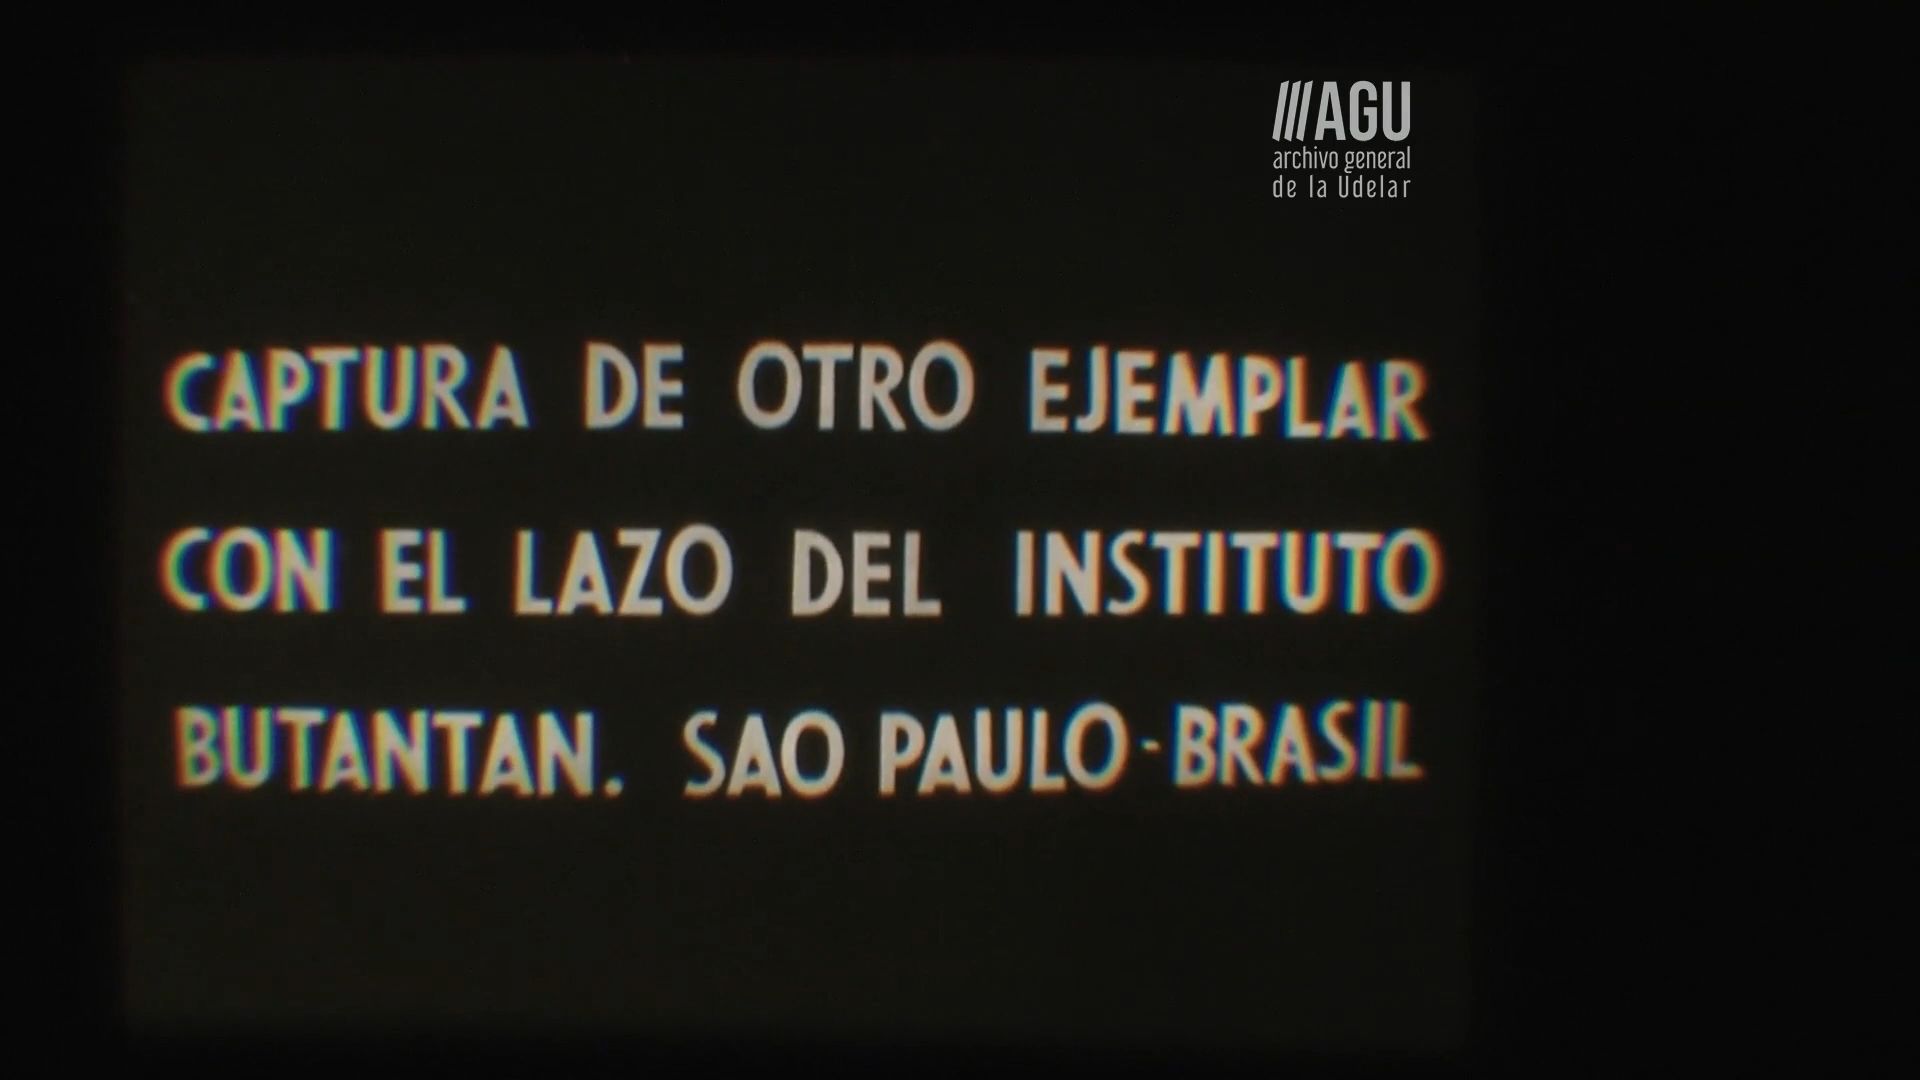 AGU
archivo general
de la Udelar
CAPTURA DE OTRO EJEMPLAR
CON EL LAZO DEL INSTITUTO
BUTANTAN. SAO PAULO-BRASIL